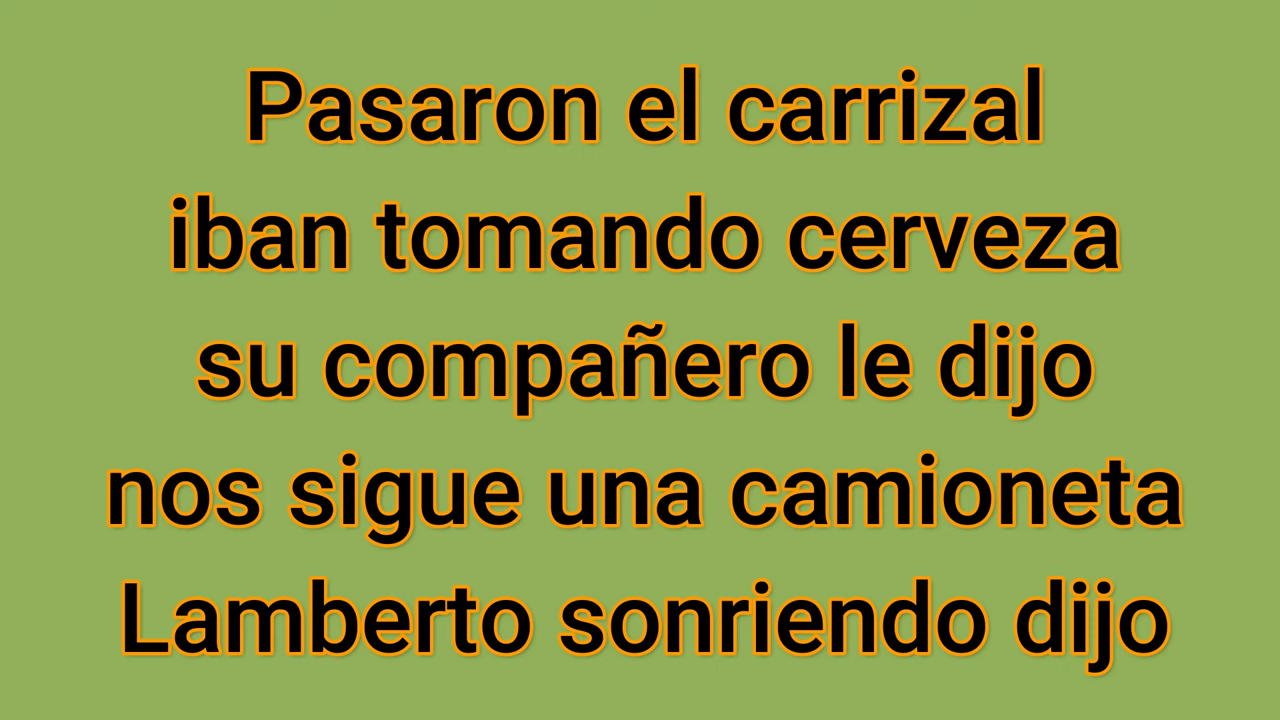 Pasaron el carrizal
iban tomando cerveza
su compañero le dijo
nos sigue una camioneta
Lamberto sonriendo dijo